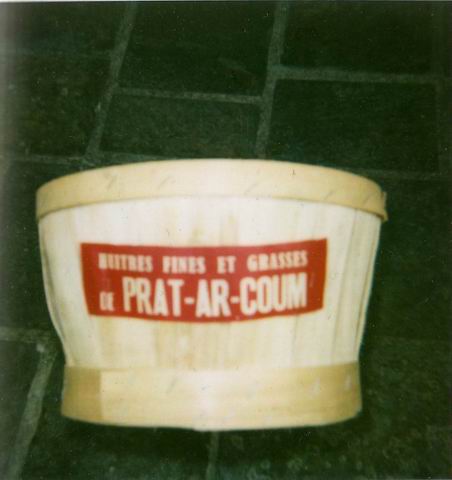 HUITRES FINES ET GRASSES
DE PRAT-AR-COUM